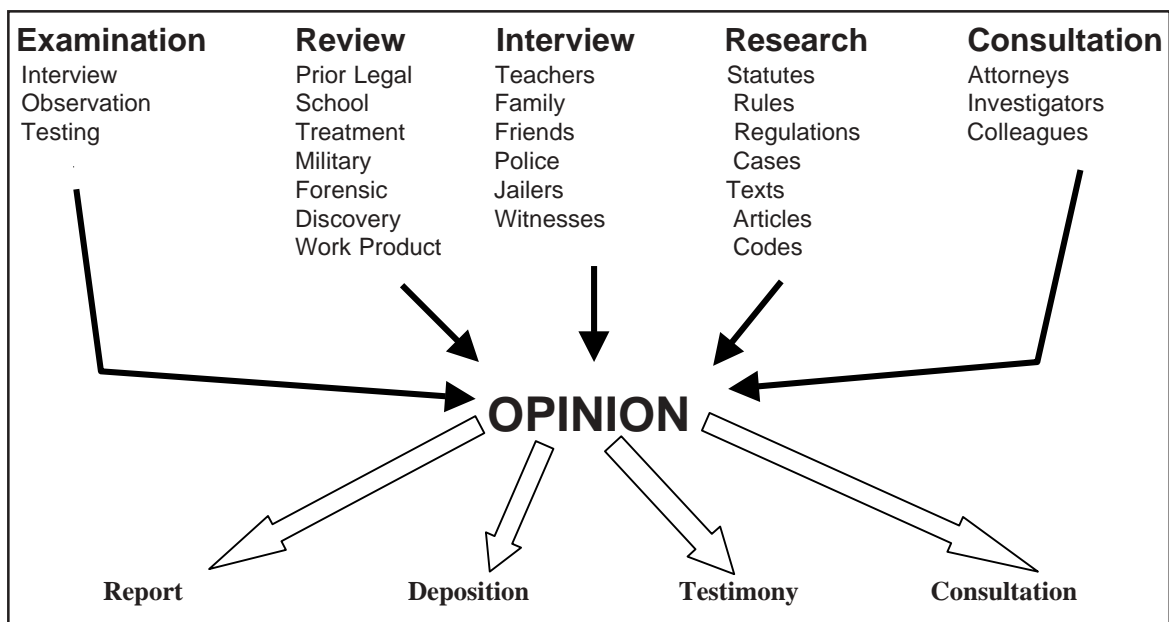 Examination
Interview
Observation
Testing
Review
Prior Legal
School
Treatment
Military
Forensic
Discovery
Work Product
Interview
Teachers
Family
Friends
Police
Jailers
Witnesses
Research
Statutes
Rules
Regulations
Cases
Texts
Articles
Codes
Consultation
Attorneys
Investigators
Colleagues
OPINION
Report
Deposition
Testimony
Consultation